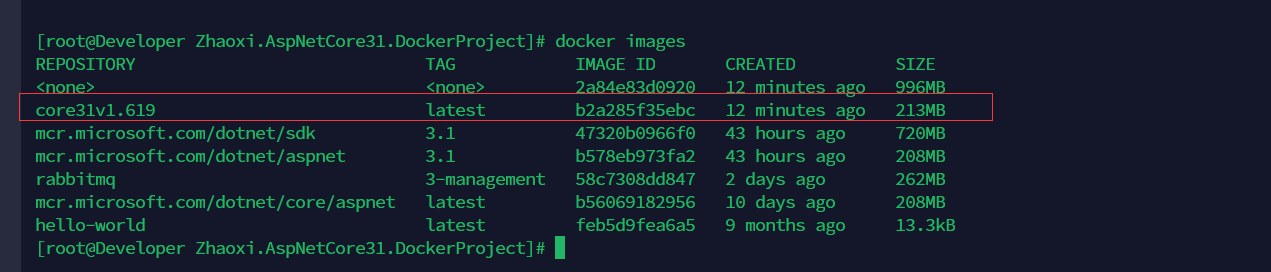 [root@Developer Zhaoxi.AspNetCore31.DockerProject]# docker images
REPOSITORY TAG IMAGE ID CREATED SIZE
<none> <none> 2a84e83d0920 12 minutes ago 996MB
core31v1.619 latest b2a285f35ebc 12 minutes ago 213MB
mcr.microsoft.com/dotnet/sdk 3.1 47320b0966f0 43 hours ago 720MB
mcr.microsoft.com/dotnet/aspnet 3.1 b578eb973fa2 43 hours ago 208MB
rabbitmq 3-management 58c7308dd847 2 days ago 262MB
mcr.microsoft.com/dotnet/core/aspnet latest b56069182956 10 days ago 208MB
hello-world latest feb5d9fea6a5 9 months ago 13.3kB
[root@Developer Zhaoxi.AspNetCore31.DockerProject]#